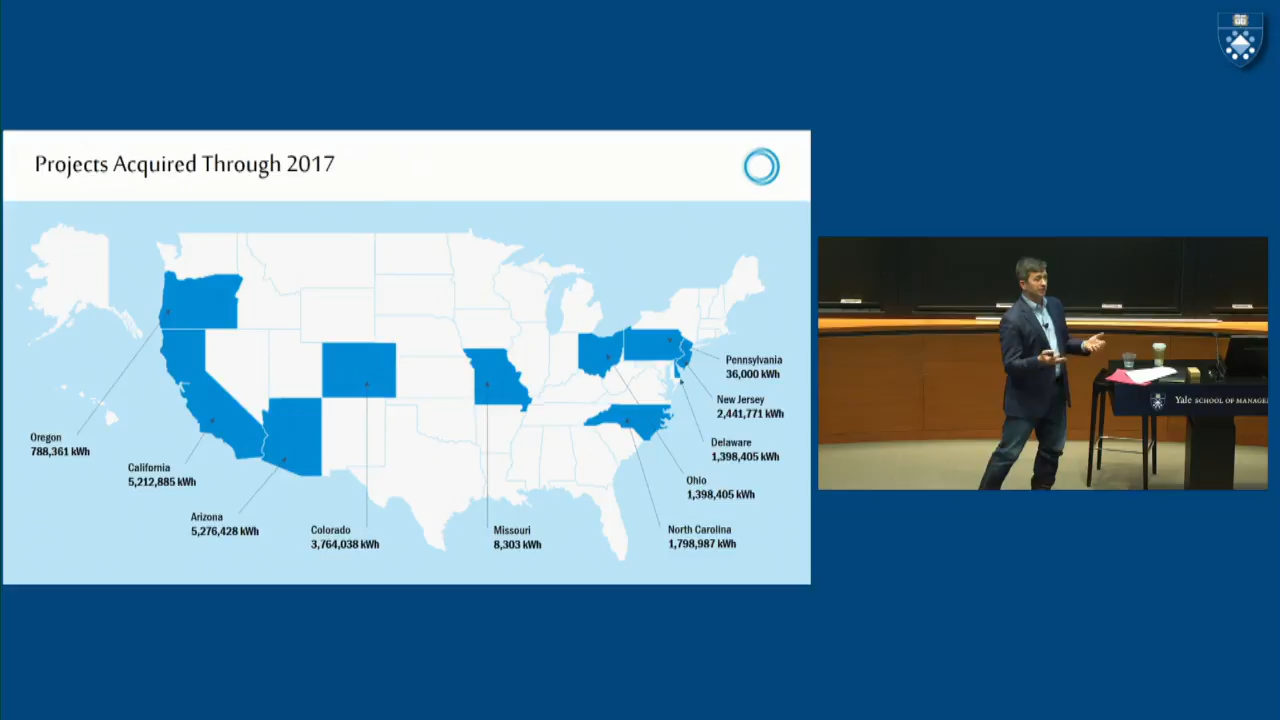 Projects Acquired Through 2017
Pennsylvania
36,000 kWh
New Jersey
2,441,771 kWh
Delaware
1,398,405 kWh
Ohio
1,398,405 kWh
North Carolina
1,798,987 kWh
Oregon
788,361 kWh
California
5,212,885 kWh
Arizona
5,276,428 kWh
Colorado
3,764,038 kWh
Missouri
8,303 kWh
Yale SCHOOL OF MANAGE